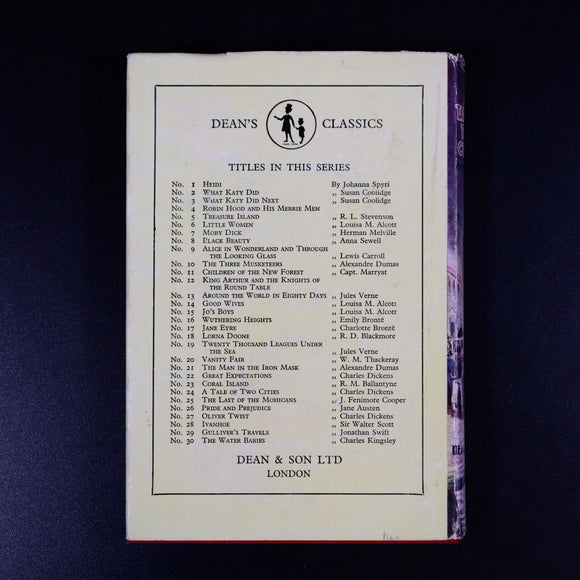 DEAN'S CLASSICS
TITLES IN THIS SERIES
No. 1 HEIDI By Johanna Spyri
No. 2 WHAT KATY DID ,, Susan Coolidge
No. 3 WHAT KATY DID NEXT ,, Susan Coolidge
No. 4 ROBIN HOOD AND HIS MERRIE MEN
No. 5 TREASURE ISLAND ,, R. L. Stevenson
No. 6 LITTLE WOMEN ,, Louisa M. Alcott
No. 7 MOBY DICK ,, Herman Melville
No. 8 BLACK BEAUTY ,, Anna Sewell
No. 9 ALICE IN WONDERLAND AND THROUGH
THE LOOKING GLASS ,, Lewis Carroll
No. 10 THE THREE MUSKETEERS ,, Alexandre Dumas
No. 11 CHILDREN OF THE NEW FOREST ,, Capt. Marryat
No. 12 KING ARTHUR AND THE KNIGHTS OF
THE ROUND TABLE
No. 13 AROUND THE WORLD IN EIGHTY DAYS ,, Jules Verne
No. 14 GOOD WIVES ,, Louisa M. Alcott
No. 15 JO'S BOYS ,, Louisa M. Alcott
No. 16 WUTHERING HEIGHTS ,, Emily Brontë
No. 17 JANE EYRE ,, Charlotte Brontë
No. 18 LORNA DOONE ,, R. D. Blackmore
No. 19 TWENTY THOUSAND LEAGUES UNDER
THE SEA ,, Jules Verne
No. 20 VANITY FAIR ,, W. M. Thackeray
No. 21 THE MAN IN THE IRON MASK ,, Alexandre Dumas
No. 22 GREAT EXPECTATIONS ,, Charles Dickens
No. 23 CORAL ISLAND ,, R. M. Ballantyne
No. 24 A TALE OF TWO CITIES ,, Charles Dickens
No. 25 THE LAST OF THE MOHICANS ,, J. Fenimore Cooper
No. 26 PRIDE AND PREJUDICE ,, Jane Austen
No. 27 OLIVER TWIST ,, Charles Dickens
No. 28 IVANHOE ,, Sir Walter Scott
No. 29 GULLIVER'S TRAVELS ,, Jonathan Swift
No. 30 THE WATER BABIES ,, Charles Kingsley
DEAN & SON LTD
LONDON